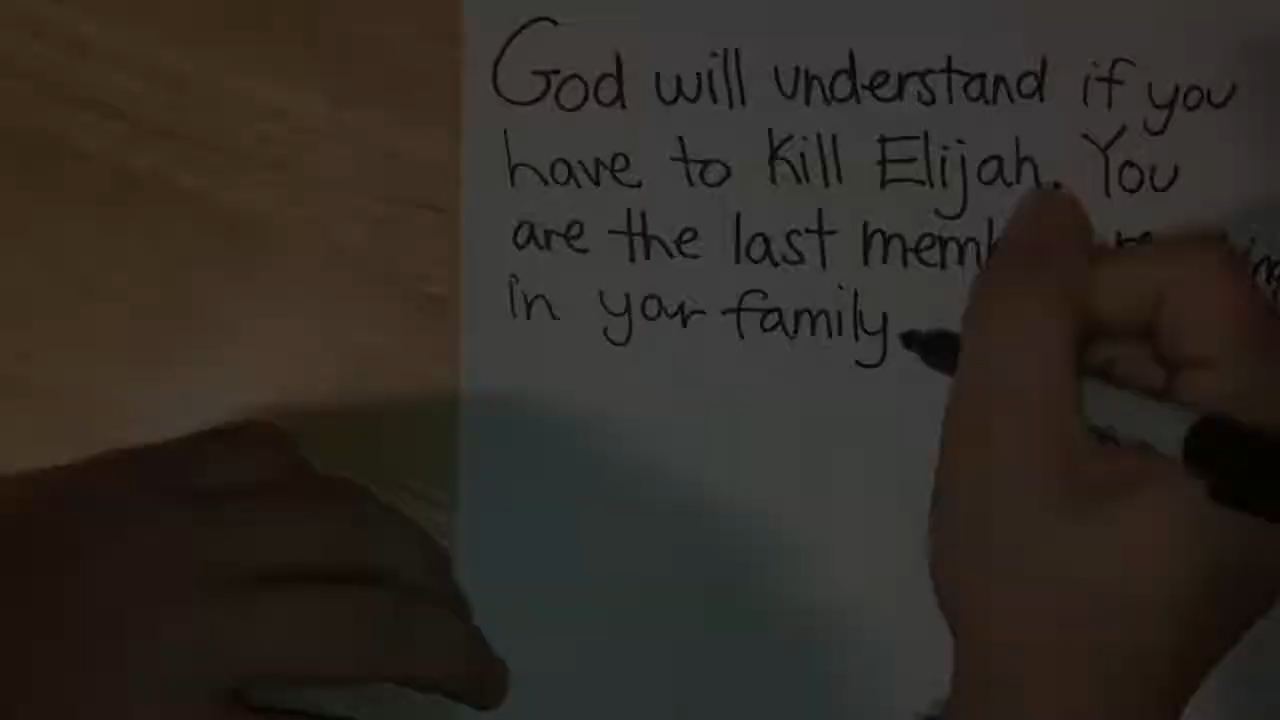 God will understand if you
have to kill Elijah. You
are the last
in your family